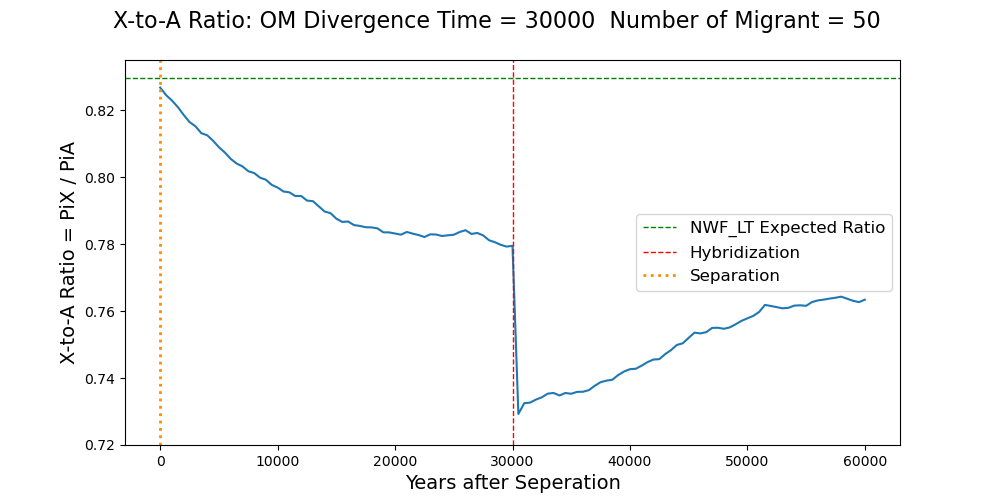 X-to-A Ratio: OM Divergence Time = 30000  Number of Migrant = 50
X-to-A Ratio = PiX / PiA
0.82
0.80
0.78
0.76
0.74
0.72
NWF_LT Expected Ratio
Hybridization
Separation
0
10000
20000
30000
40000
50000
60000
Years after Seperation